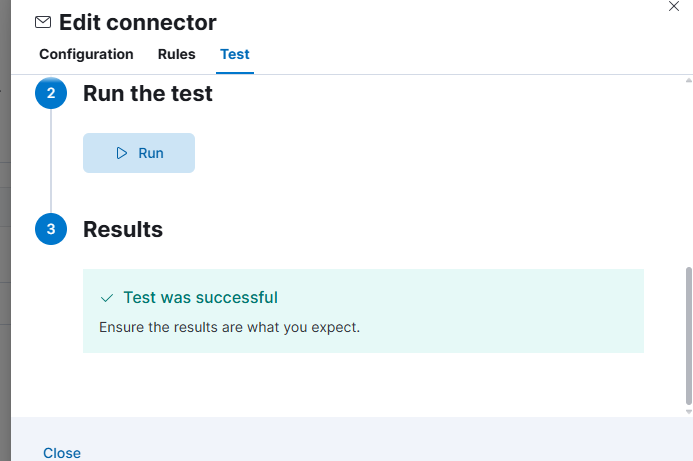 Edit connector
Configuration Rules Test
2 Run the test
Run
3 Results
Test was successful
Ensure the results are what you expect.
Close